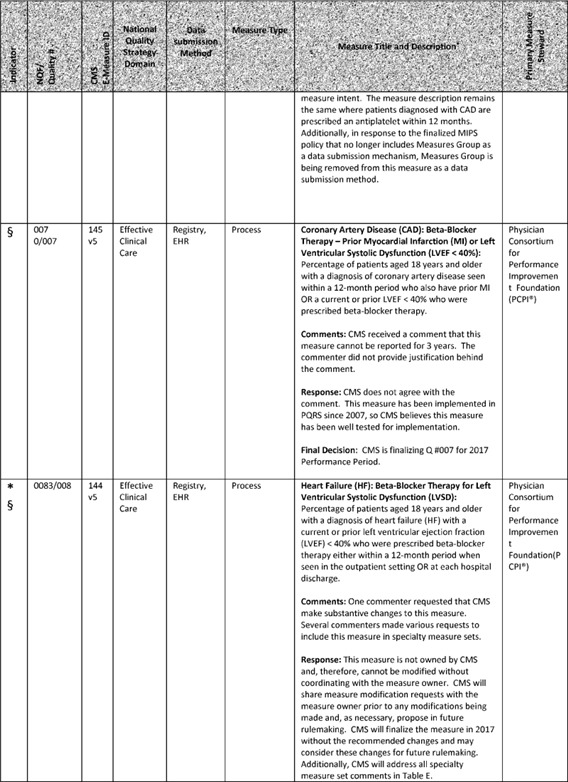 Indicator
NQF/
Quality #
CMS
E-Measure ID
National
Quality
Strategy
Domain
Data
submission
Method
Measure Type
Measure Title and Description
Primary Measure
Steward
measure intent.  The measure description remains
the same where patients diagnosed with CAD are
prescribed an antiplatelet within 12 months.
Additionally, in response to the finalized MIPS
policy that no longer includes Measures Group as
a data submission mechanism, Measures Group is
being removed from this measure as a data
submission method.
§
007
0/007
145
v5
Effective
Clinical
Care
Registry,
EHR
Process
Coronary Artery Disease (CAD): Beta-Blocker
Therapy – Prior Myocardial Infarction (MI) or Left
Ventricular Systolic Dysfunction (LVEF < 40%):
Percentage of patients aged 18 years and older
with a diagnosis of coronary artery disease seen
within a 12-month period who also have prior MI
OR a current or prior LVEF < 40% who were
prescribed beta-blocker therapy.
Comments: CMS received a comment that this
measure cannot be reported for 3 years.  The
commenter did not provide justification behind
the comment.
Response: CMS does not agree with the
comment.  This measure has been implemented in
PQRS since 2007, so CMS believes this measure
has been well tested for implementation.
Final Decision:  CMS is finalizing Q #007 for 2017
Performance Period.
Physician
Consortium
for
Performance
Improvemen
t Foundation
(PCPI®)
*
§
0083/008
144
v5
Effective
Clinical
Care
Registry,
EHR
Process
Heart Failure (HF): Beta-Blocker Therapy for Left
Ventricular Systolic Dysfunction (LVSD):
Percentage of patients aged 18 years and older
with a diagnosis of heart failure (HF) with a
current or prior left ventricular ejection fraction
(LVEF) < 40% who were prescribed beta-blocker
therapy either within a 12-month period when
seen in the outpatient setting OR at each hospital
discharge.
Comments: One commenter requested that CMS
make substantive changes to this measure.
Several commenters made various requests to
include this measure in specialty measure sets.
Response: This measure is not owned by CMS
and, therefore, cannot be modified without
coordinating with the measure owner.  CMS will
share measure modification requests with the
measure owner prior to any modifications being
made and, as necessary, propose in future
rulemaking.  CMS will finalize the measure in 2017
without the recommended changes and may
consider these changes for future rulemaking.
Additionally, CMS will address all specialty
measure set comments in Table E.
Physician
Consortium
for
Performance
Improvemen
t
Foundation(P
CPI®)